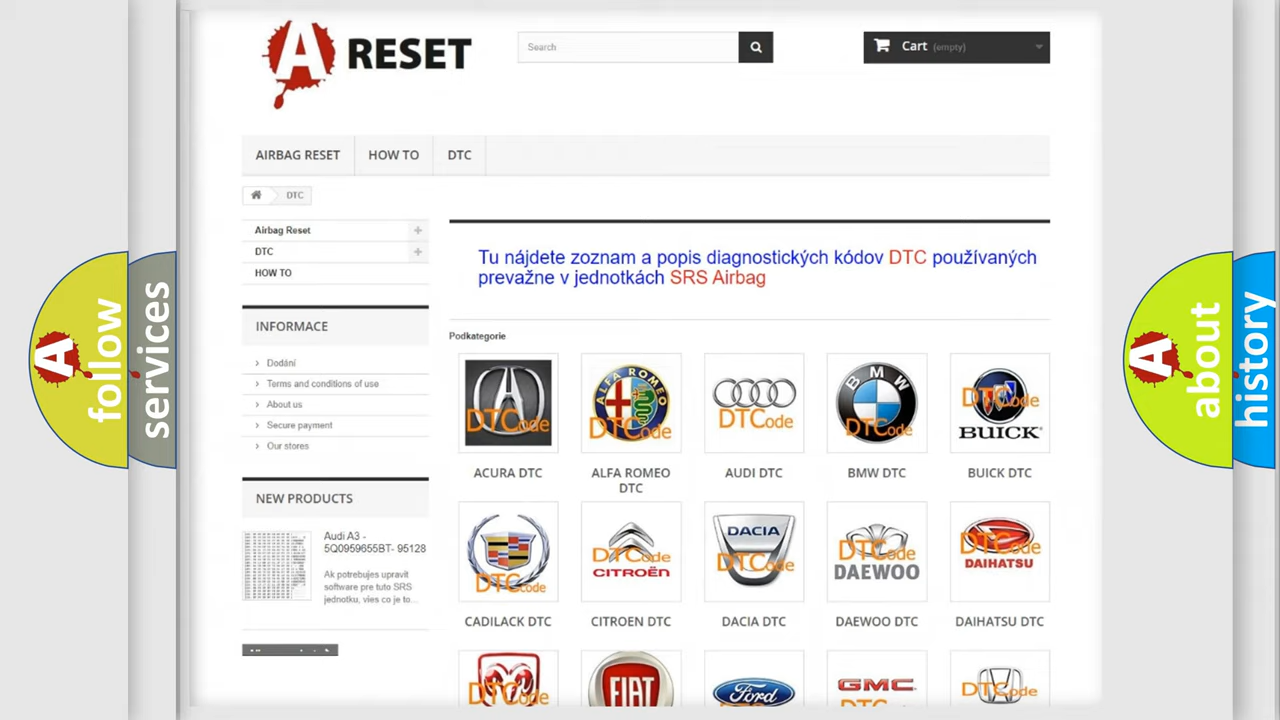 A RESET
Search
Cart (empty)
AIRBAG RESET
HOW TO
DTC
DTC
Airbag Reset
DTC
HOW TO
Tu nájdete zoznam a popis diagnostických kódov DTC používaných
prevažne v jednotkách SRS Airbag
INFORMACE
Dodání
Terms and conditions of use
About us
Secure payment
Our stores
NEW PRODUCTS
Audi A3 -
5Q0959655BT- 95128
Ak potrebujes upravit
software pre tuto SRS
jednotku, vies co je to...
Podkategorie
DTCode
ALFA ROMEO
DTCode
DTCode
BMW
DTCode
DTCode
BUICK
ACURA DTC
ALFA ROMEO
DTC
AUDI DTC
BMW DTC
BUICK DTC
DTCode
DTCode
CITROËN
DACIA
DTCode
DTCode
DAEWOO
DTCode
DAIHATSU
CADILACK DTC
CITROEN DTC
DACIA DTC
DAEWOO DTC
DAIHATSU DTC
DTCode
FIAT
Ford
GMC
DTCode
A follow
services
A about
history